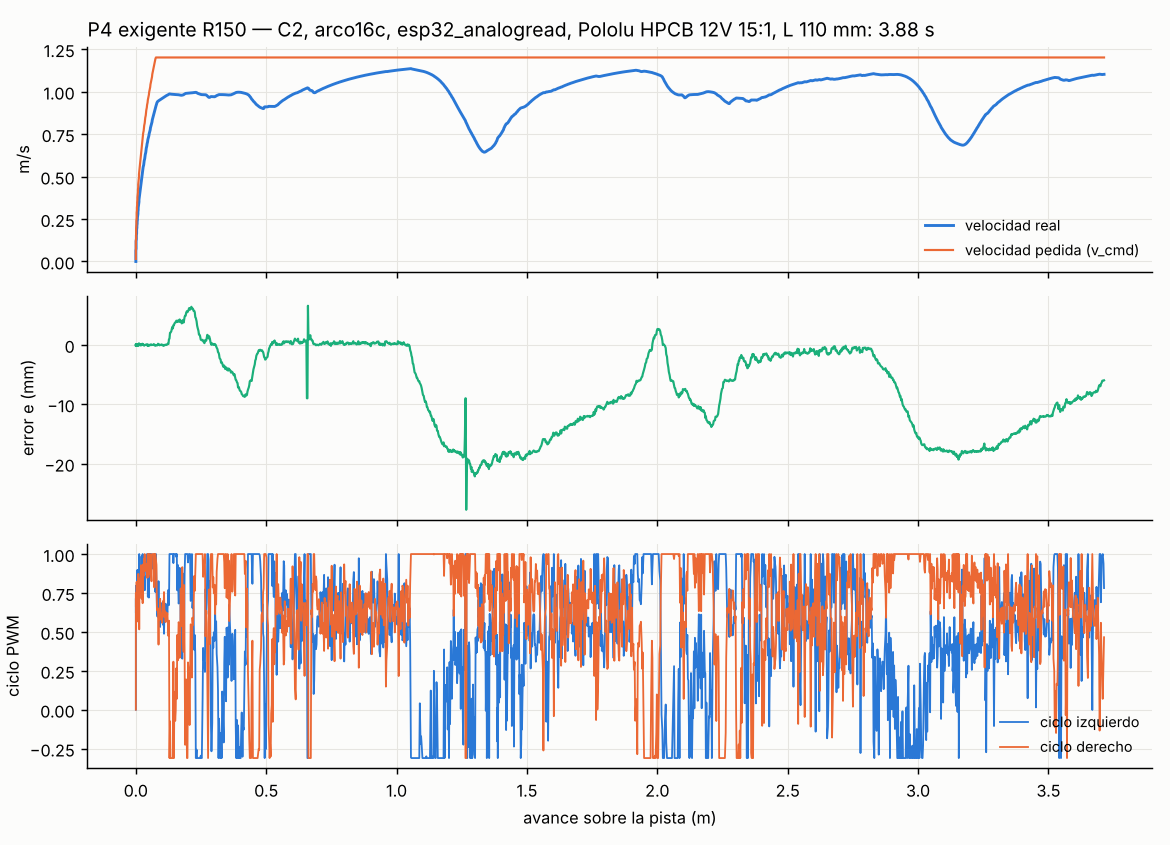 P4 exigente R150 — C2, arco16c, esp32_analogread, Pololu HPCB 12V 15:1, L 110 mm: 3.88 s
1.25
1.00
0.75
0.50
0.25
0.00
m/s
velocidad real
velocidad pedida (v_cmd)
0
−10
−20
error e (mm)
1.00
0.75
0.50
0.25
0.00
−0.25
ciclo PWM
ciclo izquierdo
ciclo derecho
0.0 0.5 1.0 1.5 2.0 2.5 3.0 3.5
avance sobre la pista (m)